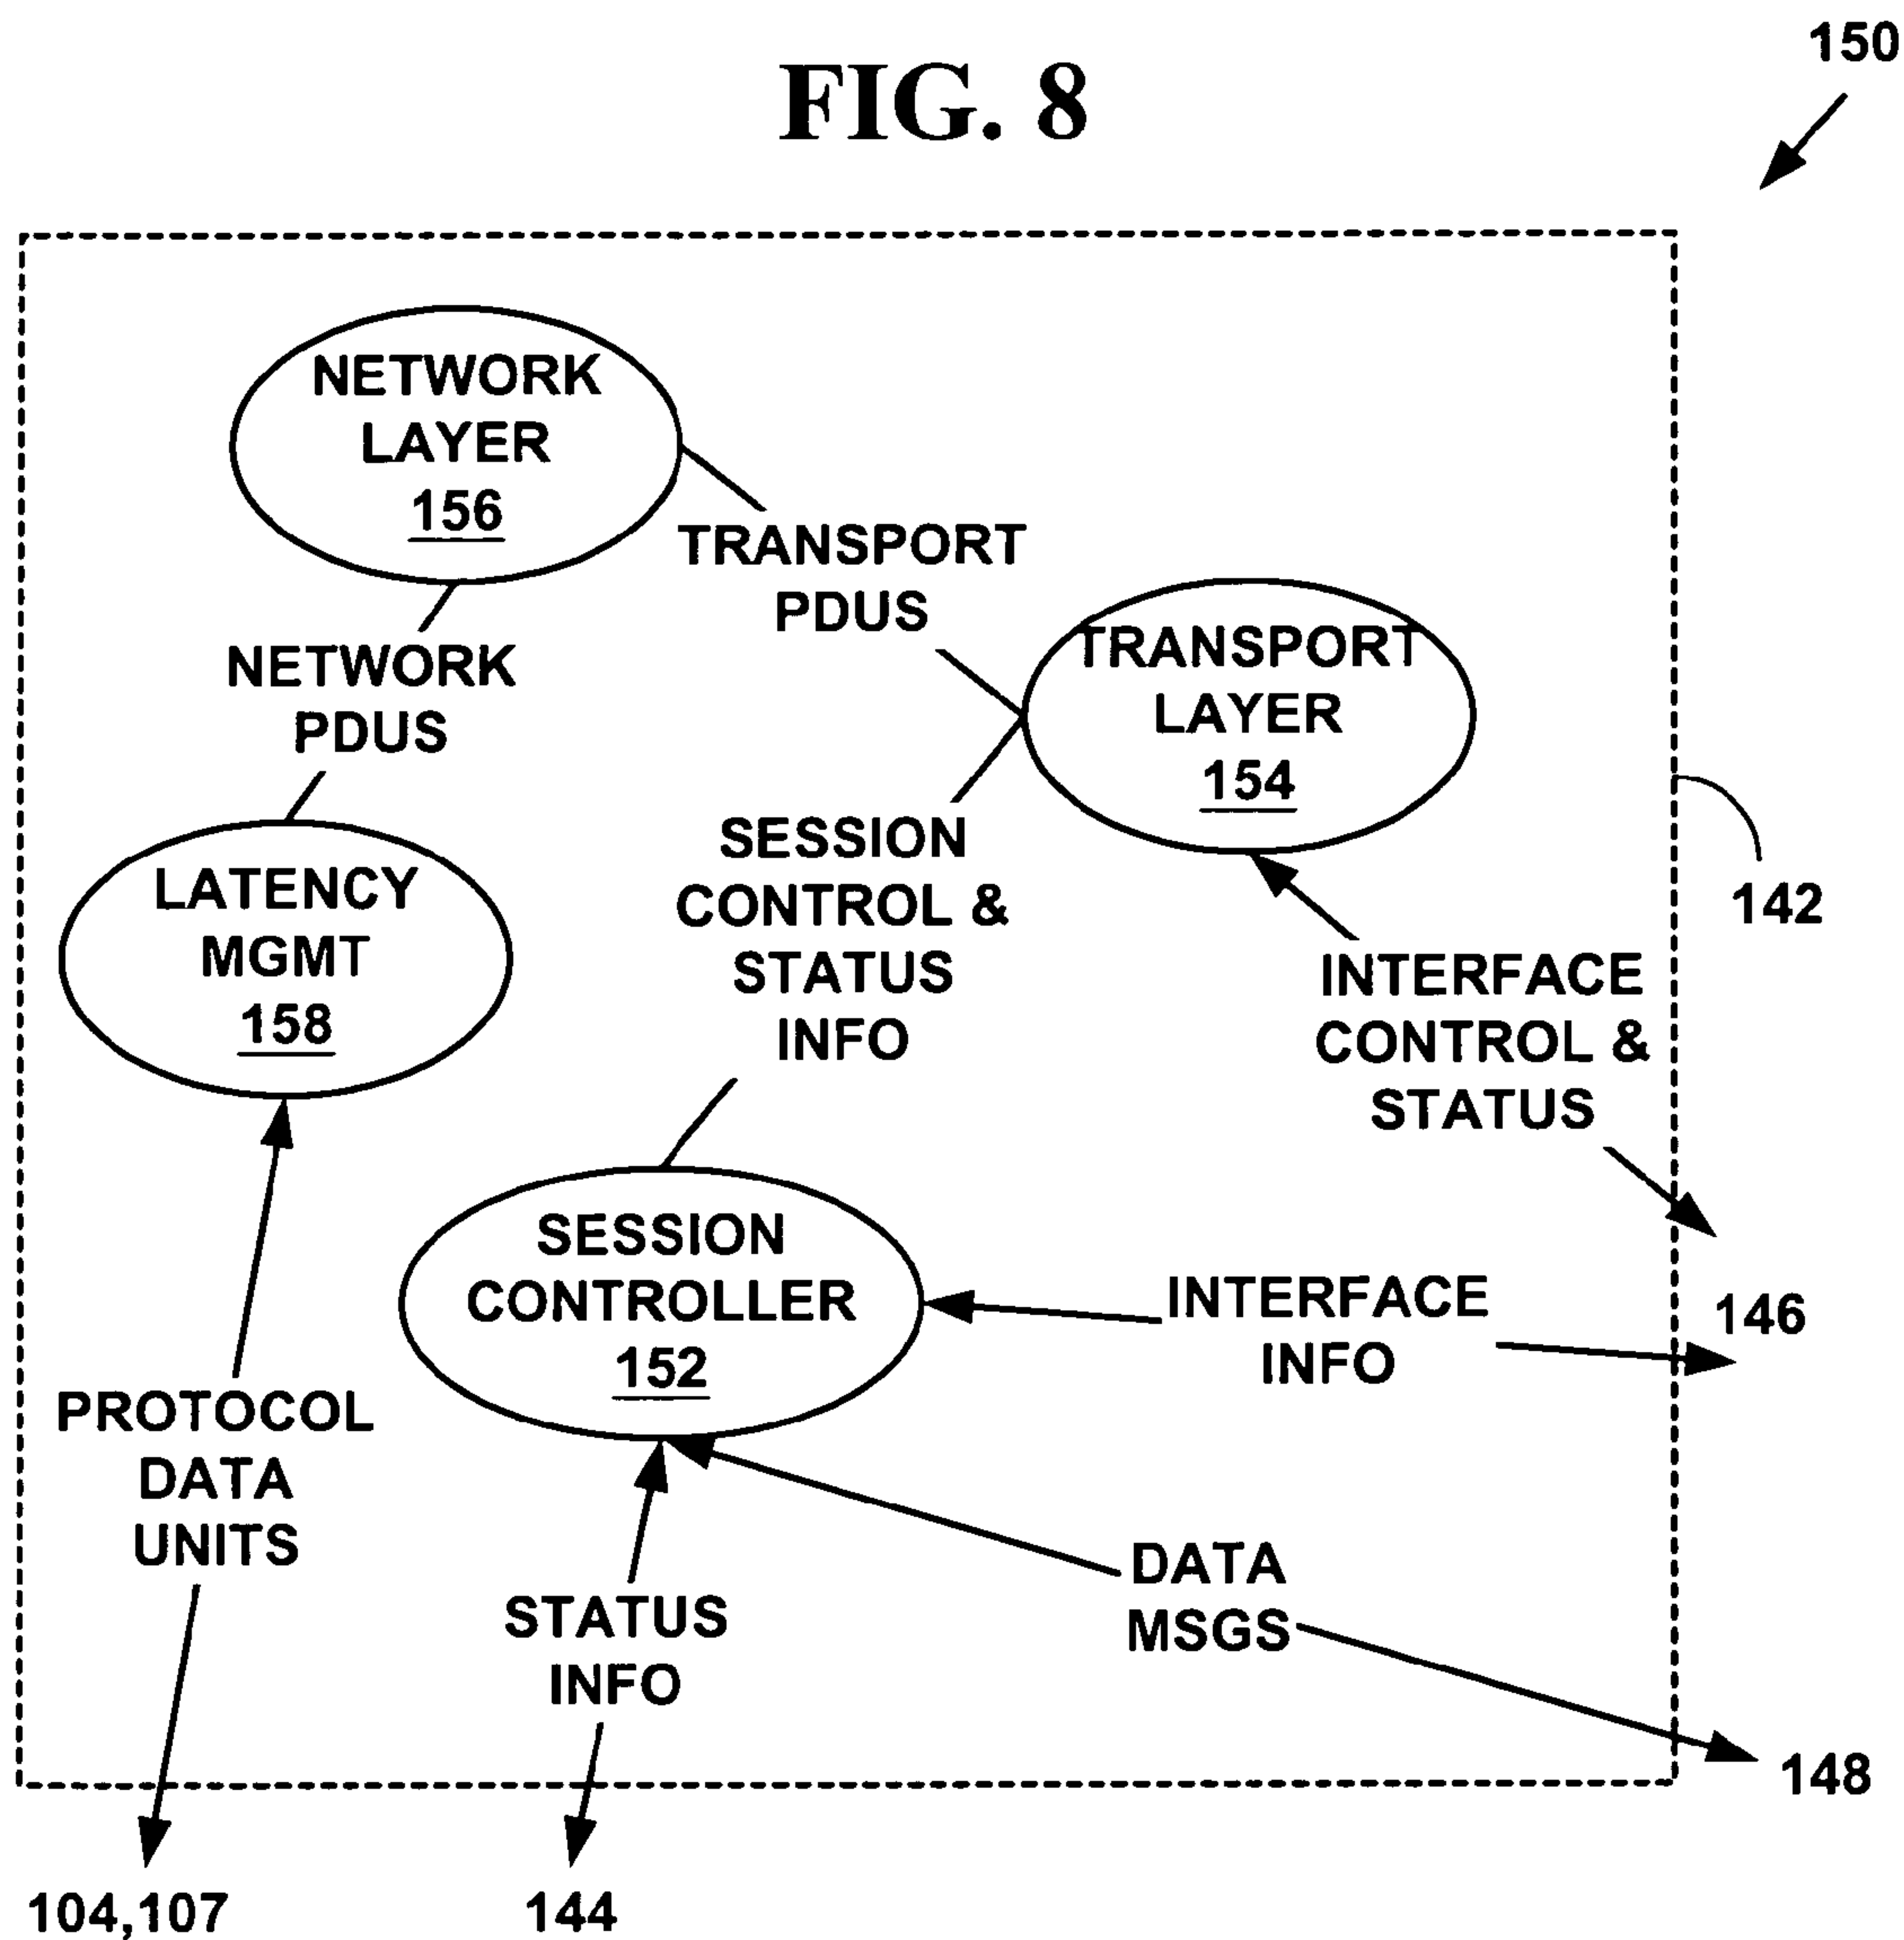 150
FIG. 8
NETWORK
LAYER
156
TRANSPORT
PDUS
NETWORK
PDUS
TRANSPORT
LAYER
154
SESSION
CONTROL &
STATUS
INFO
LATENCY
MGMT
158
142
INTERFACE
CONTROL &
STATUS
SESSION
CONTROLLER
152
INTERFACE
INFO
146
PROTOCOL
DATA
UNITS
DATA
MSGS
STATUS
INFO
148
104,107
144